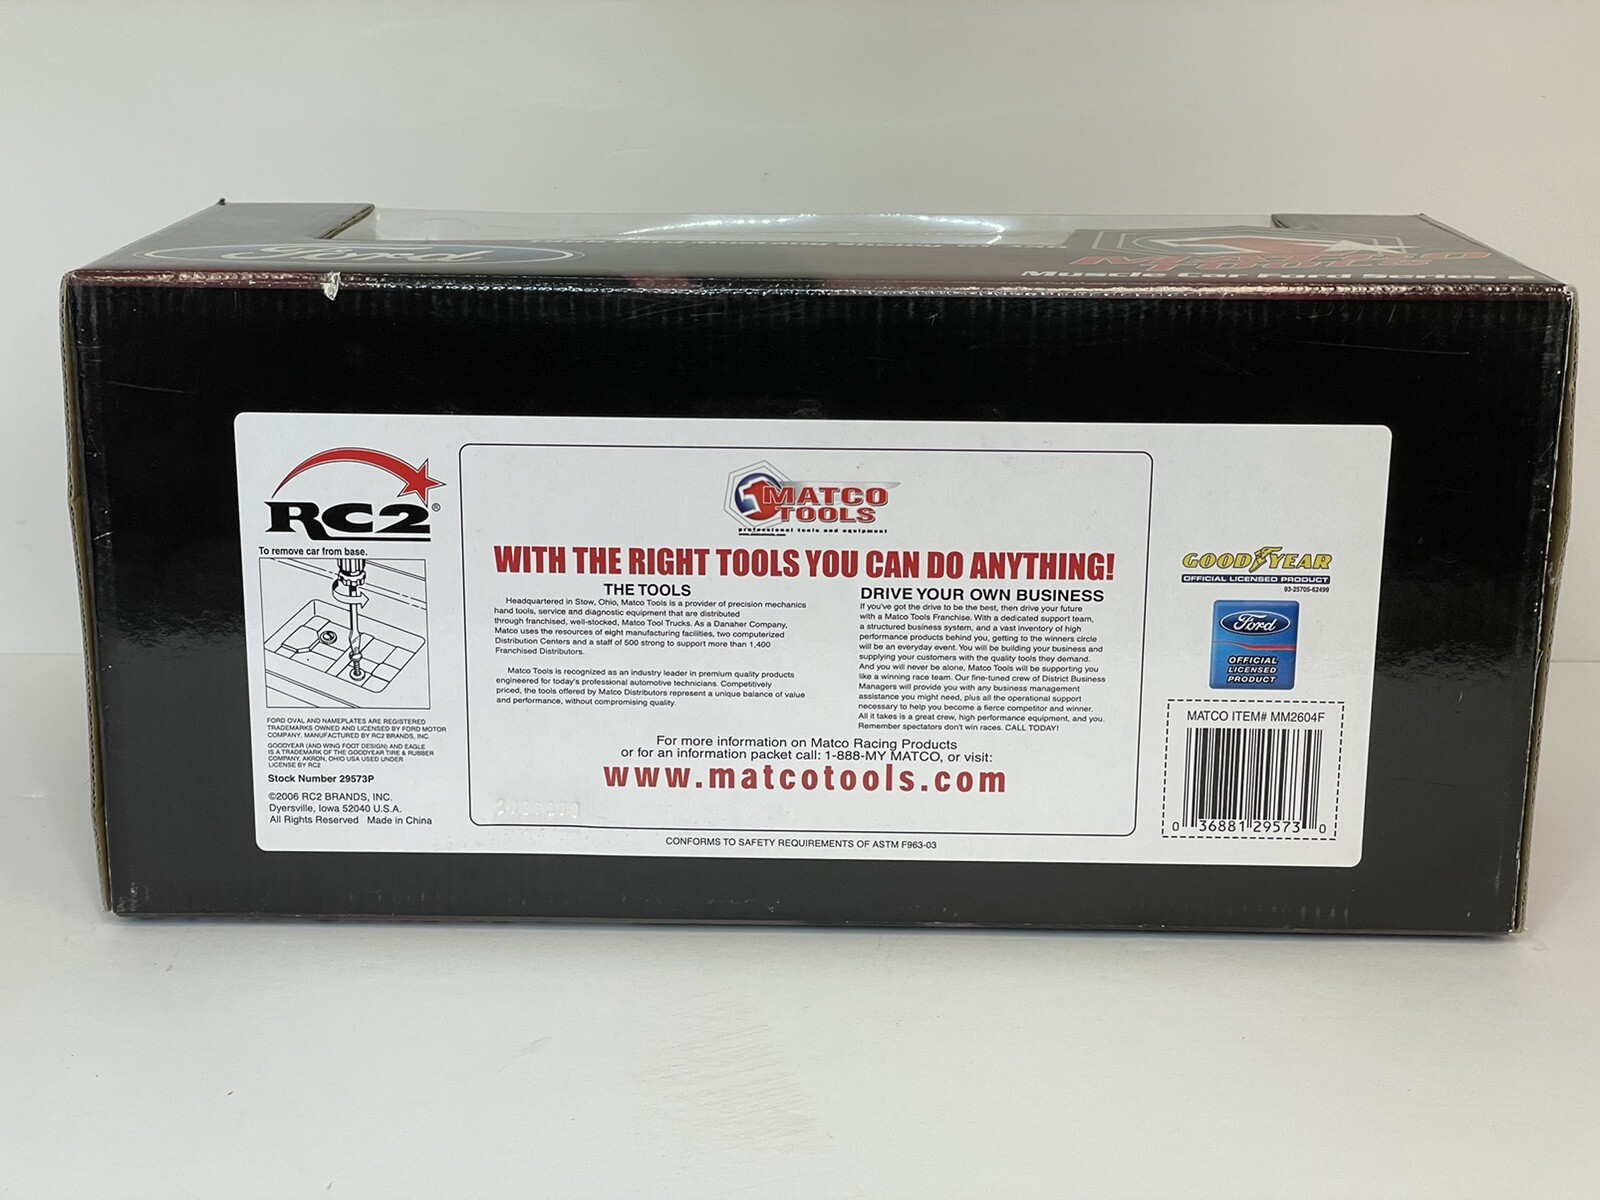 Ford
Muscle Car Ford Series
RC2®
To remove car from base.
FORD OVAL AND NAMEPLATES ARE REGISTERED
TRADEMARKS OWNED AND LICENSED BY FORD MOTOR
COMPANY. MANUFACTURED BY RC2 BRANDS, INC.
GOODYEAR (AND WING FOOT DESIGN) AND EAGLE
IS A TRADEMARK OF THE GOODYEAR TIRE & RUBBER
COMPANY, AKRON, OHIO USA USED UNDER
LICENSE BY RC2
Stock Number 29573P
©2006 RC2 BRANDS, INC.
Dyersville, Iowa 52040 U.S.A.
All Rights Reserved Made in China
MATCO
TOOLS
professional tools and equipment
www.matcotools.com
WITH THE RIGHT TOOLS YOU CAN DO ANYTHING!
THE TOOLS
Headquartered in Stow, Ohio, Matco Tools is a provider of precision mechanics
hand tools, service and diagnostic equipment that are distributed
through franchised, well-stocked, Matco Tool Trucks. As a Danaher Company,
Matco uses the resources of eight manufacturing facilities, two computerized
Distribution Centers and a staff of 500 strong to support more than 1,400
Franchised Distributors.
Matco Tools is recognized as an industry leader in premium quality products
engineered for today's professional automotive technicians. Competitively
priced, the tools offered by Matco Distributors represent a unique balance of value
and performance, without compromising quality.
DRIVE YOUR OWN BUSINESS
If you've got the drive to be the best, then drive your future
with a Matco Tools Franchise. With a dedicated support team,
a structured business system, and a vast inventory of high
performance products behind you, getting to the winners circle
will be an everyday event. You will be building your business and
supplying your customers with the quality tools they demand.
And you will never be alone, Matco Tools will be supporting you
like a winning race team. Our fine-tuned crew of District Business
Managers will provide you with any business management
assistance you might need, plus all the operational support
necessary to help you become a fierce competitor and winner.
All it takes is a great crew, high performance equipment, and you.
Remember spectators don't win races. CALL TODAY!
For more information on Matco Racing Products
or for an information packet call: 1-888-MY MATCO, or visit:
www.matcotools.com
CONFORMS TO SAFETY REQUIREMENTS OF ASTM F963-03
GOODYEAR
OFFICIAL LICENSED PRODUCT
93-25705-62499
Ford
OFFICIAL
LICENSED
PRODUCT
MATCO ITEM# MM2604F
0 36881 29573 0